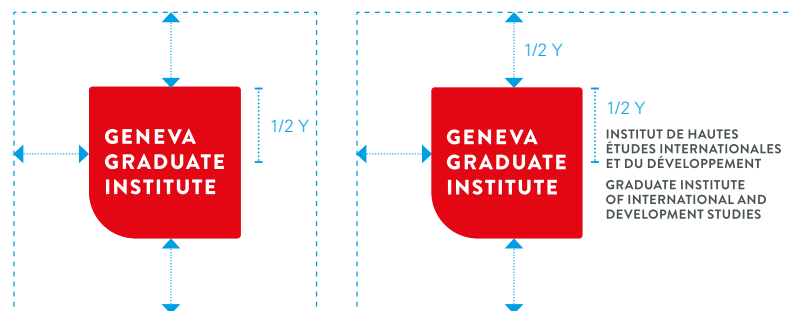 1/2 Y
GENEVA
GRADUATE
INSTITUTE
1/2 Y
1/2 Y
GENEVA
GRADUATE
INSTITUTE
INSTITUT DE HAUTES
ÉTUDES INTERNATIONALES
ET DU DÉVELOPPEMENT
GRADUATE INSTITUTE
OF INTERNATIONAL AND
DEVELOPMENT STUDIES